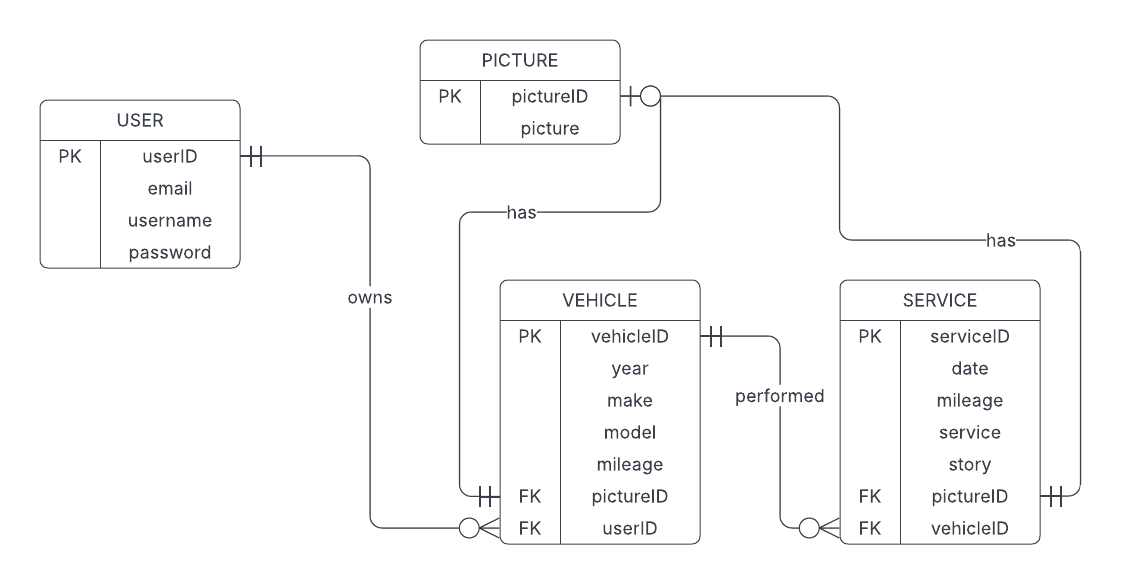 PICTURE
PK pictureID
picture
USER
PK userID
email
username
password
has
has
owns
VEHICLE
PK vehicleID
year
make
model
mileage
FK pictureID
FK userID
performed
SERVICE
PK serviceID
date
mileage
service
story
FK pictureID
FK vehicleID